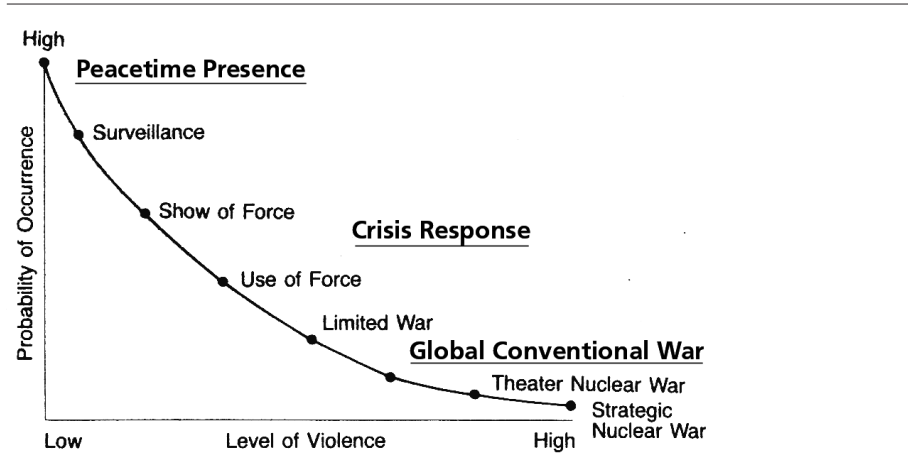 High
Peacetime Presence
Surveillance
Show of Force
Crisis Response
Use of Force
Limited War
Global Conventional War
Theater Nuclear War
Strategic
Nuclear War
Probability of Occurrence
Low
Level of Violence
High